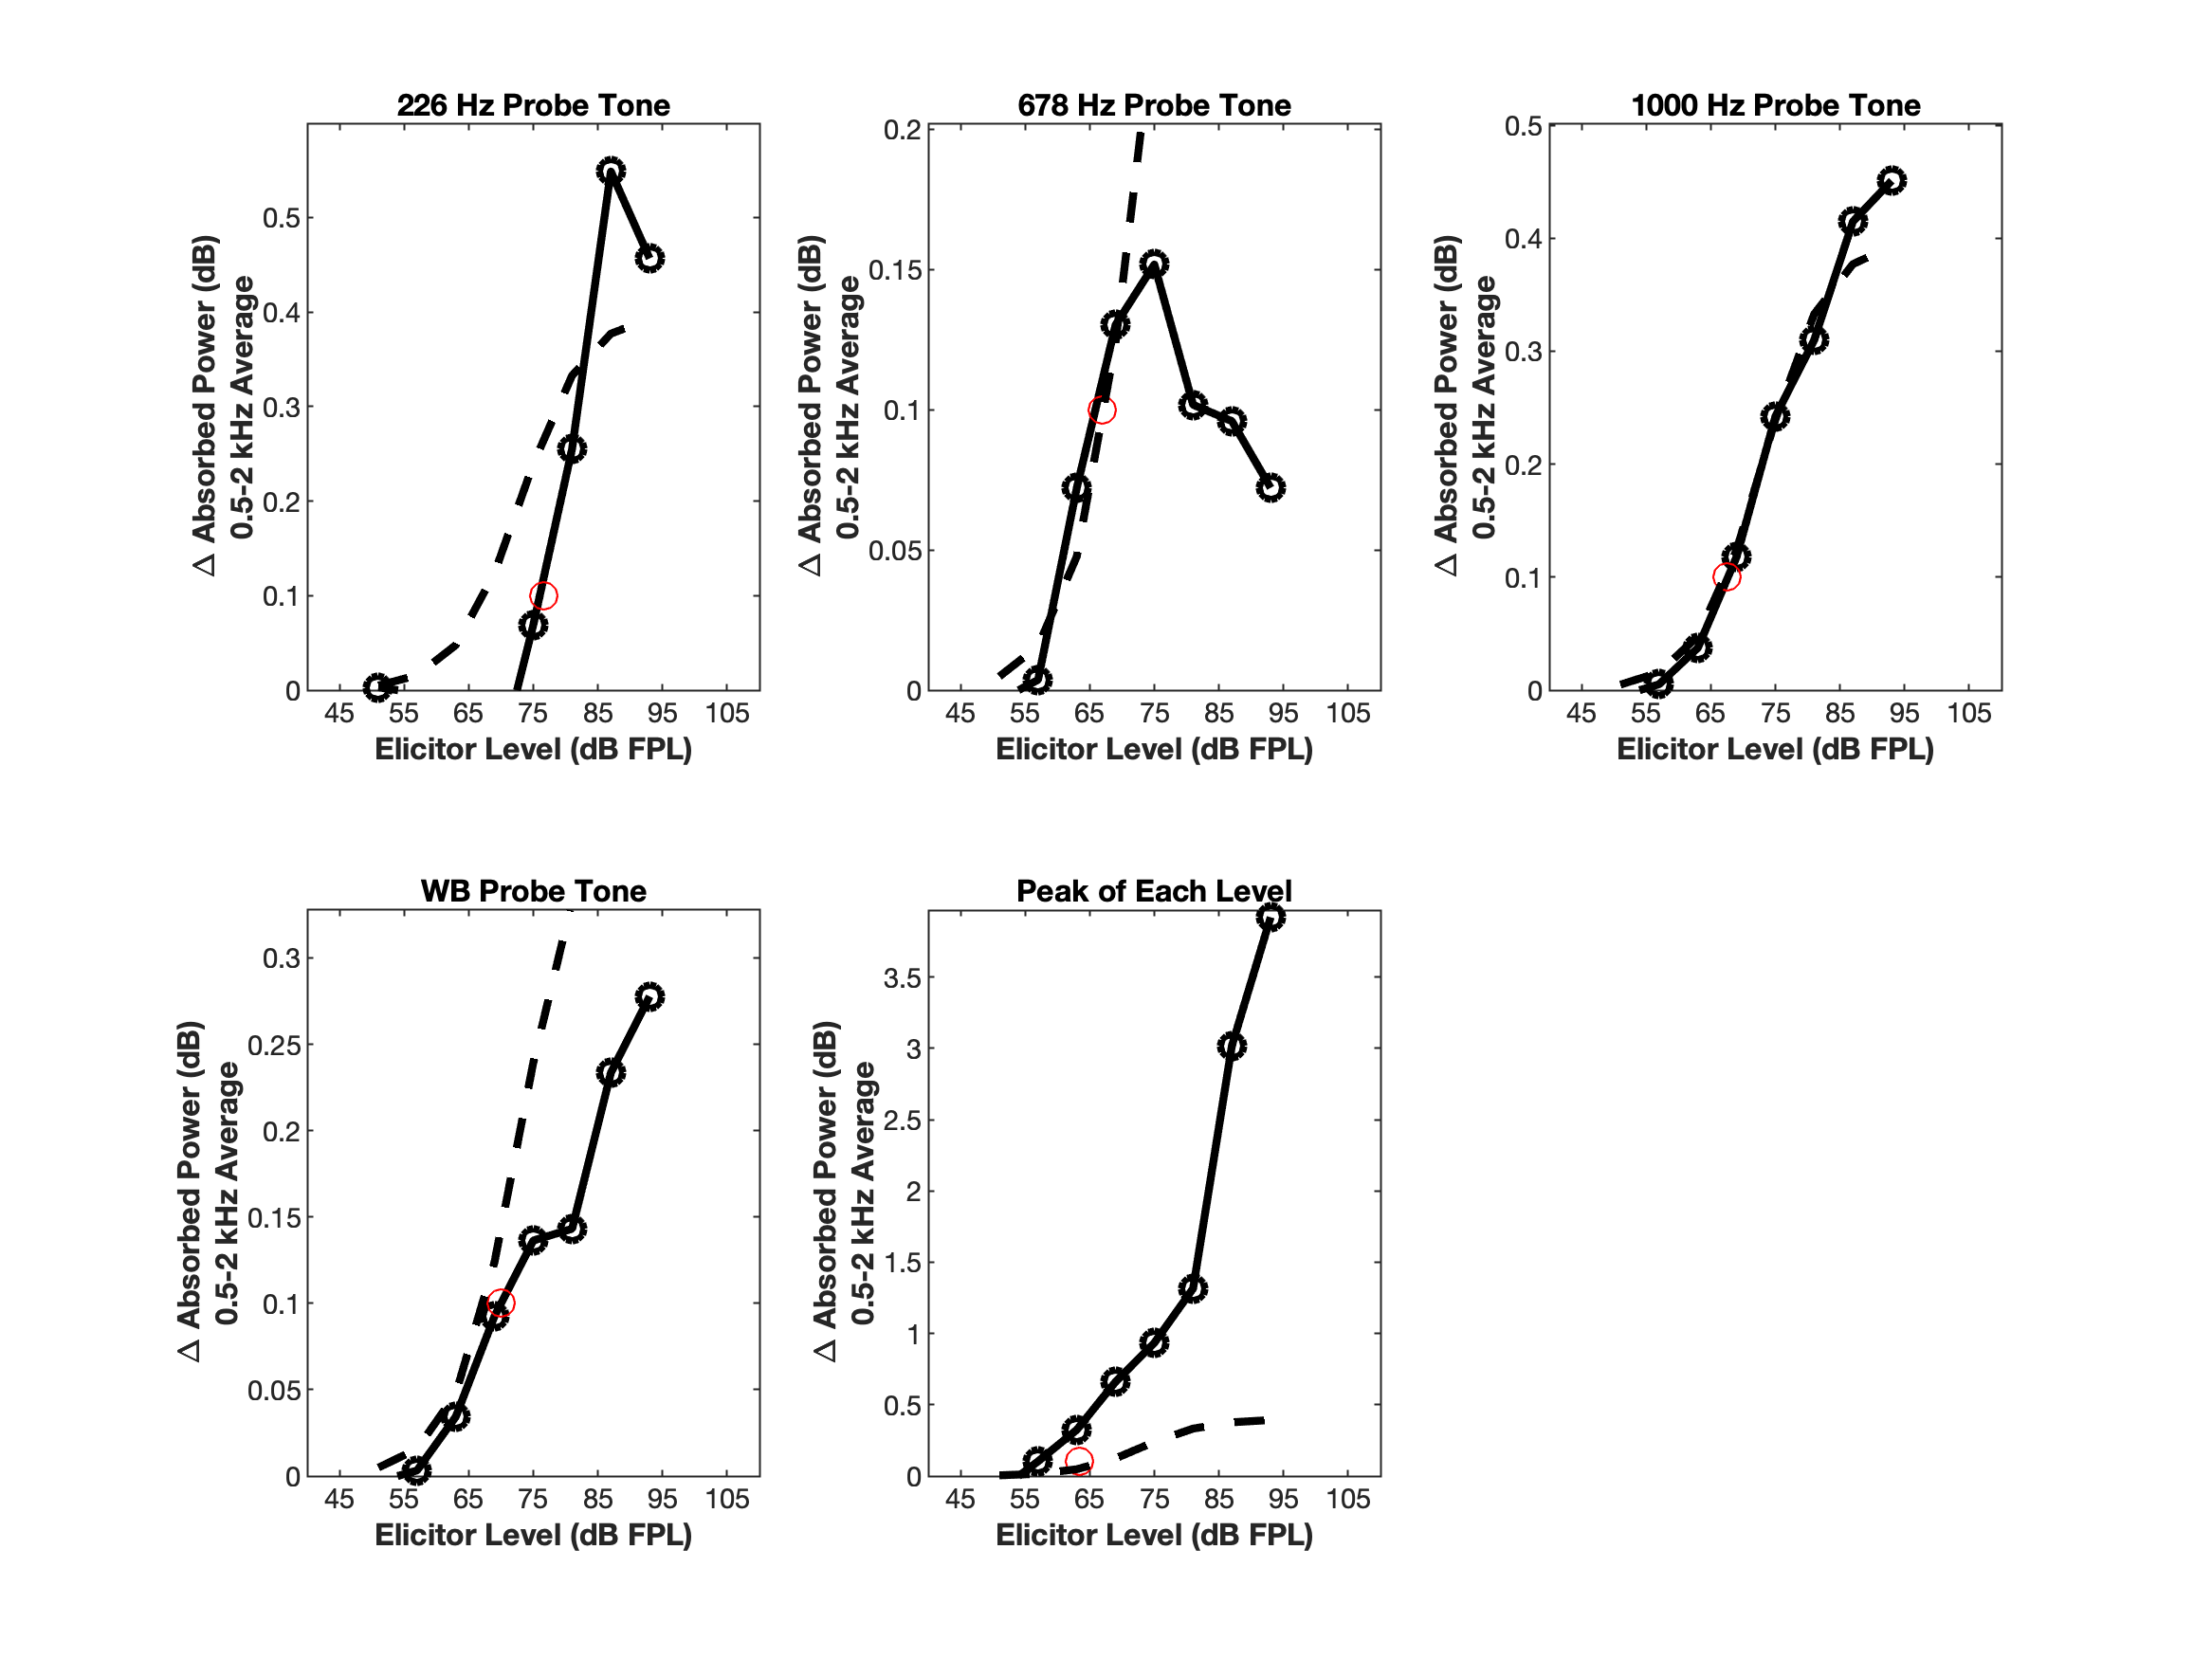 226 Hz Probe Tone
△ Absorbed Power (dB)
0.5-2 kHz Average
0.5
0.4
0.3
0.2
0.1
0
45 55 65 75 85 95 105
Elicitor Level (dB FPL)
678 Hz Probe Tone
△ Absorbed Power (dB)
0.5-2 kHz Average
0.2
0.15
0.1
0.05
0
45 55 65 75 85 95 105
Elicitor Level (dB FPL)
1000 Hz Probe Tone
△ Absorbed Power (dB)
0.5-2 kHz Average
0.5
0.4
0.3
0.2
0.1
0
45 55 65 75 85 95 105
Elicitor Level (dB FPL)
WB Probe Tone
△ Absorbed Power (dB)
0.5-2 kHz Average
0.3
0.25
0.2
0.15
0.1
0.05
0
45 55 65 75 85 95 105
Elicitor Level (dB FPL)
Peak of Each Level
△ Absorbed Power (dB)
0.5-2 kHz Average
3.5
3
2.5
2
1.5
1
0.5
0
45 55 65 75 85 95 105
Elicitor Level (dB FPL)